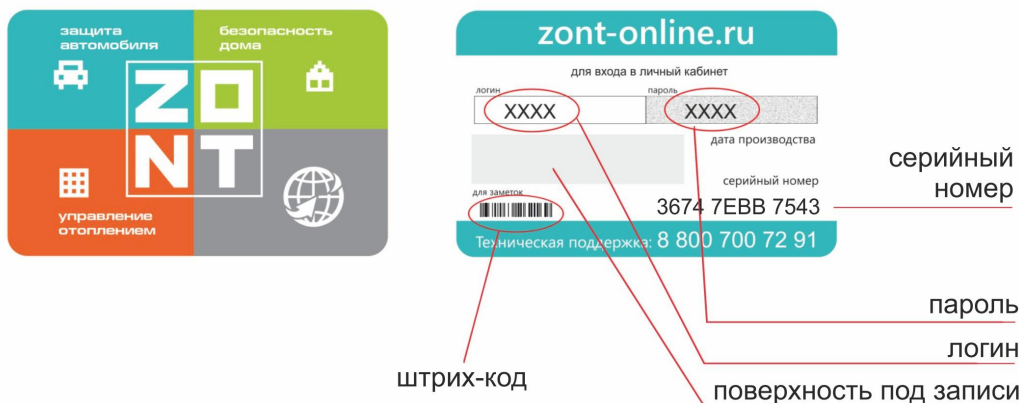 защита
автомобиля
безопасность
дома
ZO
NT
управление
отоплением
zont-online.ru
для входа в личный кабинет
логин
пароль
XXXX
XXXX
дата производства
серийный номер
для заметок
3674 7EBB 7543
Техническая поддержка: 8 800 700 72 91
серийный
номер
пароль
логин
штрих-код
поверхность под записи